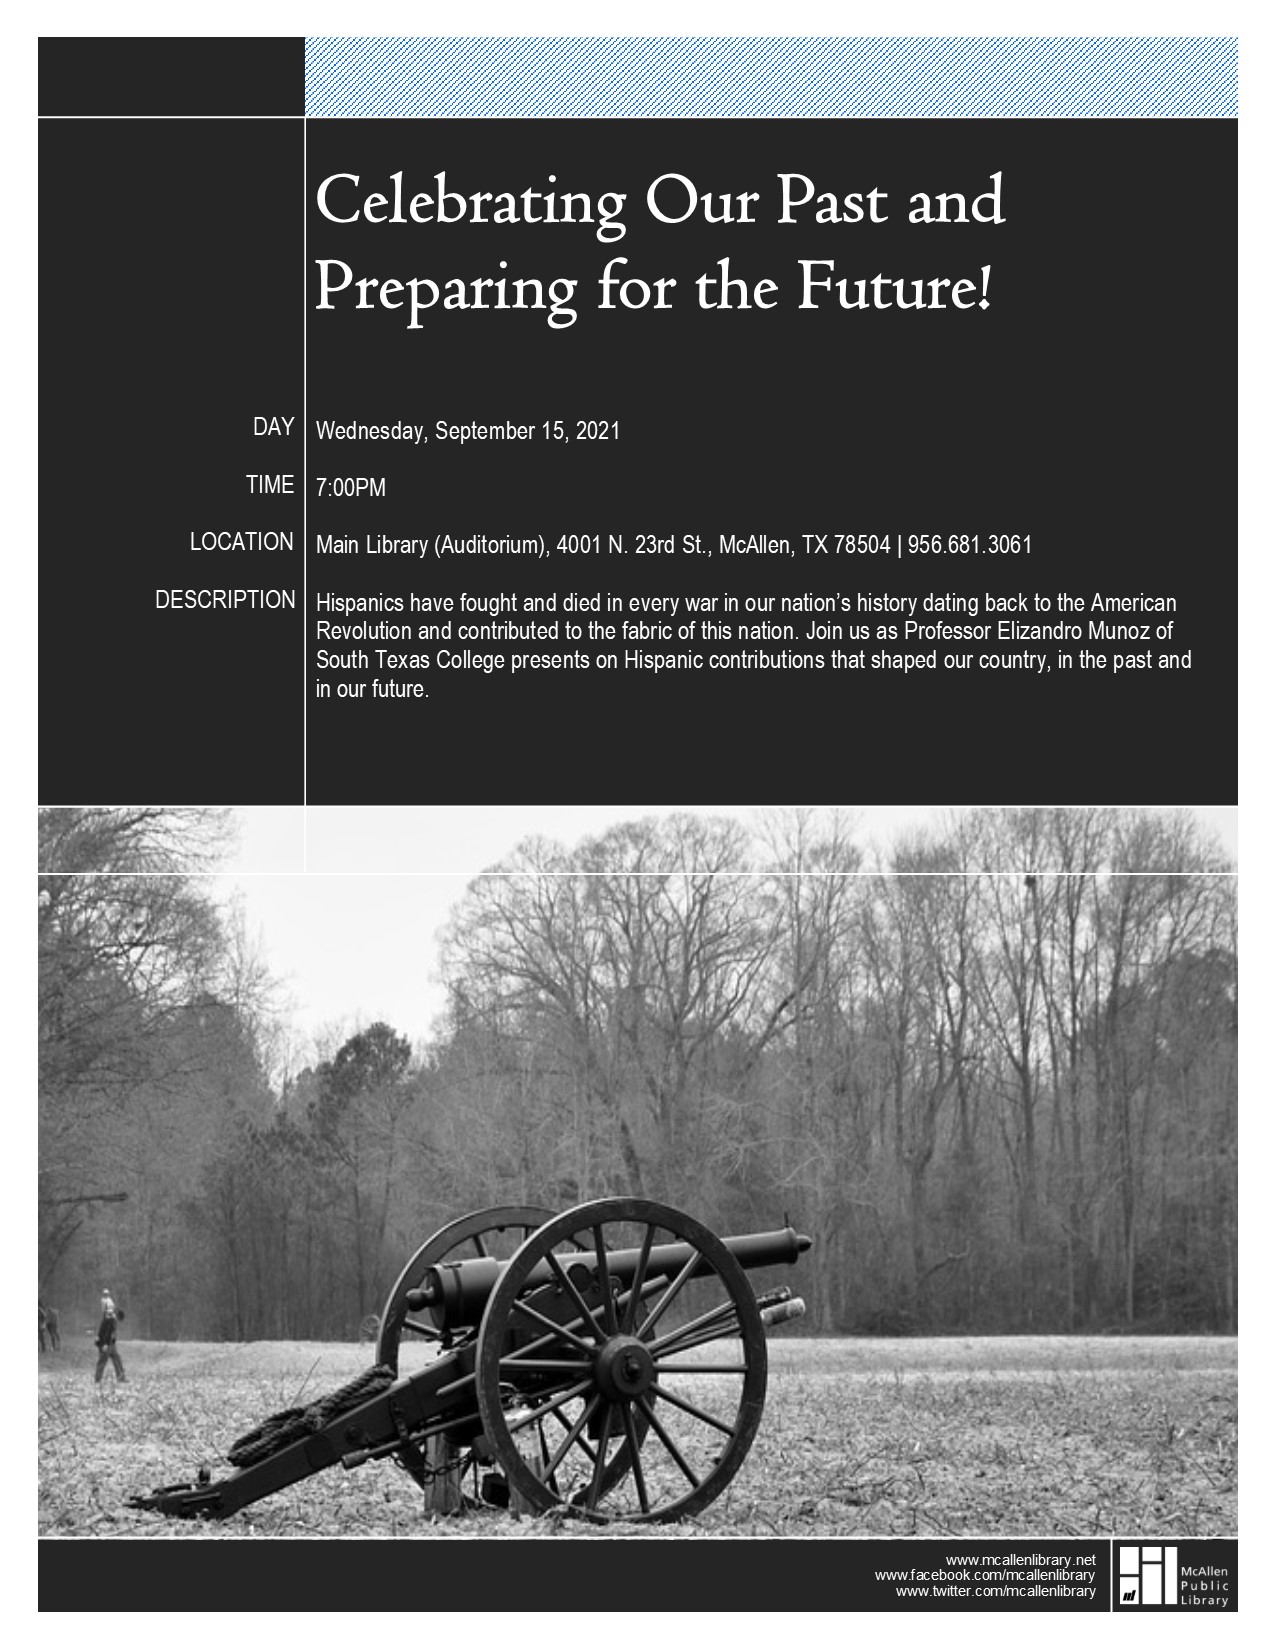 Celebrating Our Past and
Preparing for the Future!
DAY
Wednesday, September 15, 2021
TIME
7:00PM
LOCATION
Main Library (Auditorium), 4001 N. 23rd St., McAllen, TX 78504 | 956.681.3061
DESCRIPTION
Hispanics have fought and died in every war in our nation’s history dating back to the American
Revolution and contributed to the fabric of this nation. Join us as Professor Elizandro Munoz of
South Texas College presents on Hispanic contributions that shaped our country, in the past and
in our future.
www.mcallenlibrary.net
www.facebook.com/mcallenlibrary
www.twitter.com/mcallenlibrary
McAllen
Public
Library